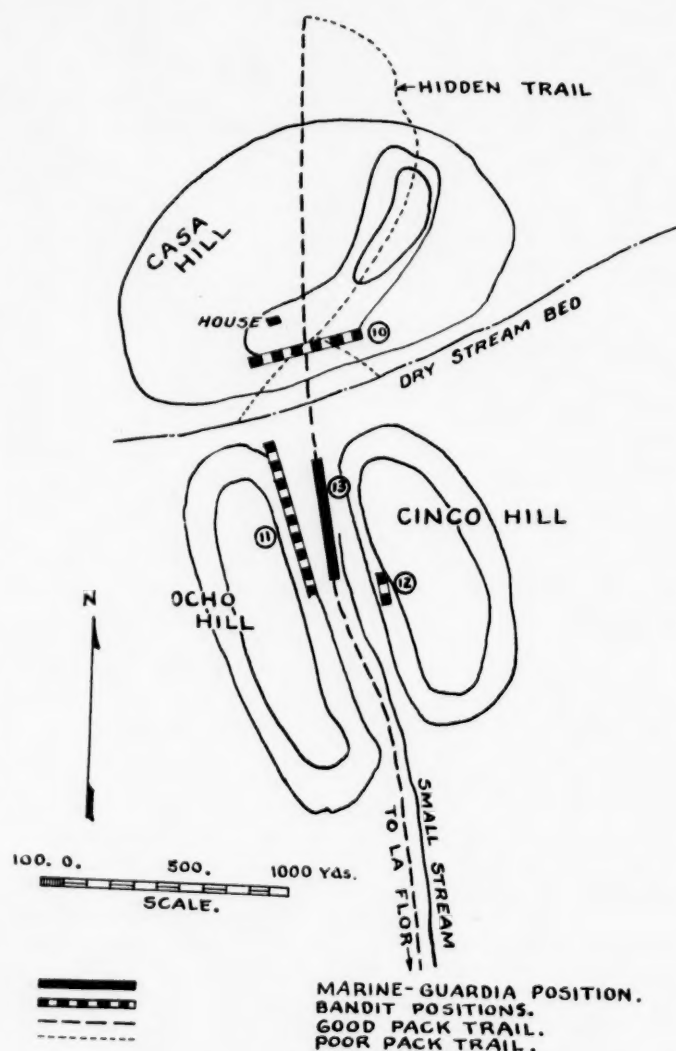 HIDDEN TRAIL
CASA
HILL
HOUSE
10
DRY STREAM BED
13
CINCO HILL
11
12
OCHO
HILL
N
SMALL STREAM
TO LA FLOR
100. 0. 500. 1000 Yds.
SCALE.
MARINE-GUARDIA POSITION.
BANDIT POSITIONS.
GOOD PACK TRAIL.
POOR PACK TRAIL.